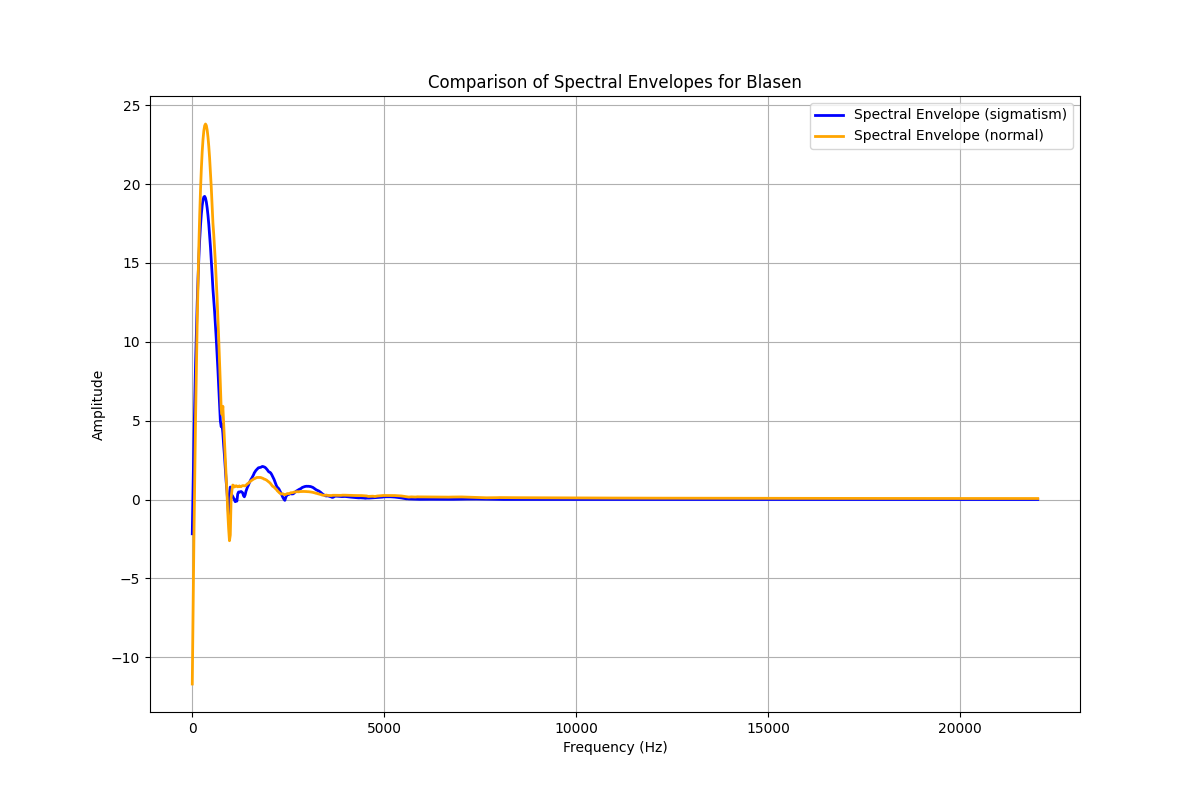 Comparison of Spectral Envelopes for Blasen
Spectral Envelope (sigmatism)
Spectral Envelope (normal)
Amplitude
25
20
15
10
5
0
−5
−10
0 5000 10000 15000 20000
Frequency (Hz)